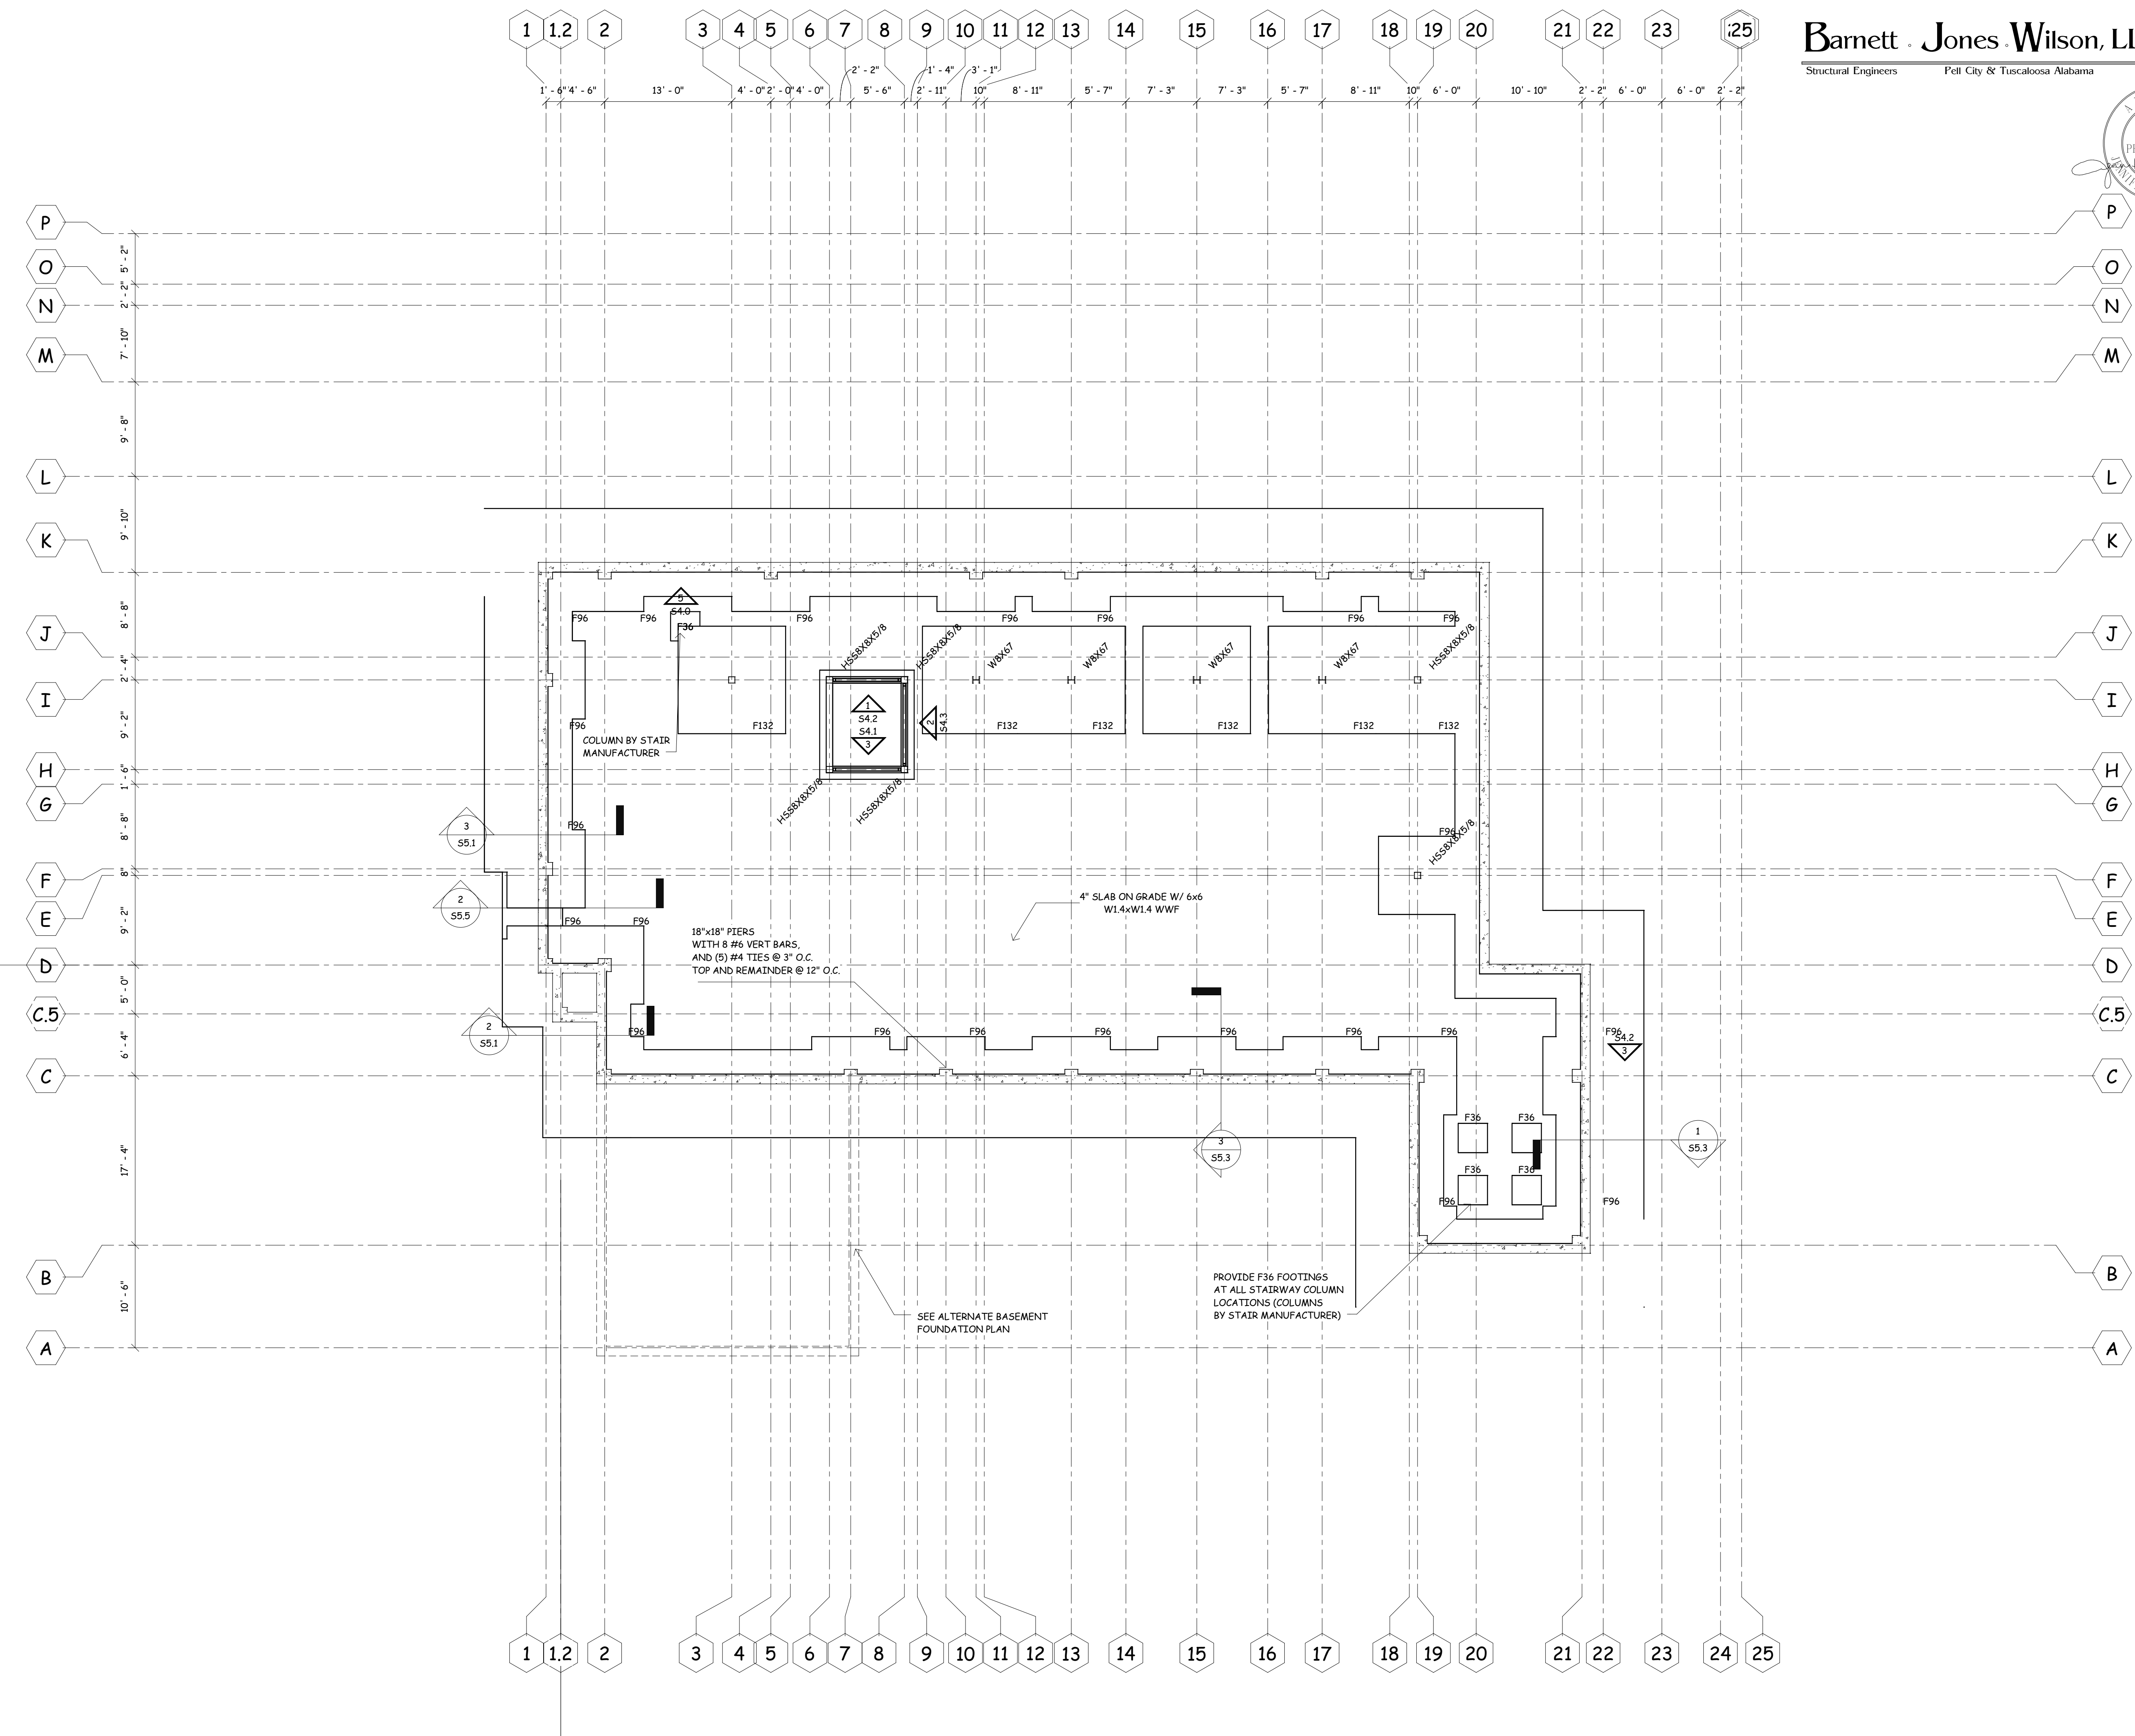 1 1.2 2 3 4 5 6 7 8 9 10 11 12 13 14 15 16 17 18 19 20 21 22 23 25
Barnett . Jones . Wilson, LL
Structural Engineers Pell City & Tuscaloosa Alabama
2' - 2" 1' - 4" 3' - 1"
1' - 6" 4' - 6" 13' - 0" 4' - 0" 2' - 0" 4' - 0" 5' - 6" 2' - 11" 10" 8' - 11" 5' - 7" 7' - 3" 7' - 3" 5' - 7" 8' - 11" 10" 6' - 0" 10' - 10" 2' - 2" 6' - 0" 6' - 0" 2' - 2"
P P
5' - 2"
O O
2' - 2"
N N
7' - 10"
M M
9' - 8"
L L
9' - 10"
K K
8' - 8"
J J
2' - 4"
I I
9' - 2"
H H
1' - 6"
G G
8' - 8"
F F
8"
E E
9' - 2"
D D
5' - 0"
C.5 C.5
6' - 4"
C C
17' - 4"
B B
10' - 6"
A A
5
S4.0
F96 F96 F96 F96 F96 F96 F96
F36
HSS8X8X5/8 HSS8X8X5/8 W8X67 W8X67 W8X67 W8X67 HSS8X8X5/8
1
S4.2
S4.1
3
2
S4.3
F96 F132 F132 F132 F132 F132 F132
COLUMN BY STAIR
MANUFACTURER
HSS8X8X5/8 HSS8X8X5/8
3
S5.1
F96 F96
HSS8X8X5/8
2
S5.5
F96 F96
4" SLAB ON GRADE W/ 6x6
W1.4xW1.4 WWF
18"x18" PIERS
WITH 8 #6 VERT BARS,
AND (5) #4 TIES @ 3" O.C.
TOP AND REMAINDER @ 12" O.C.
2
S5.1
F96 F96 F96 F96 F96 F96 F96 F96
S4.2
3
F36 F36
3
S5.3
1
S5.3
F36 F36
F96 F96
PROVIDE F36 FOOTINGS
AT ALL STAIRWAY COLUMN
LOCATIONS (COLUMNS
BY STAIR MANUFACTURER)
SEE ALTERNATE BASEMENT
FOUNDATION PLAN
1 1.2 2 3 4 5 6 7 8 9 10 11 12 13 14 15 16 17 18 19 20 21 22 23 24 25